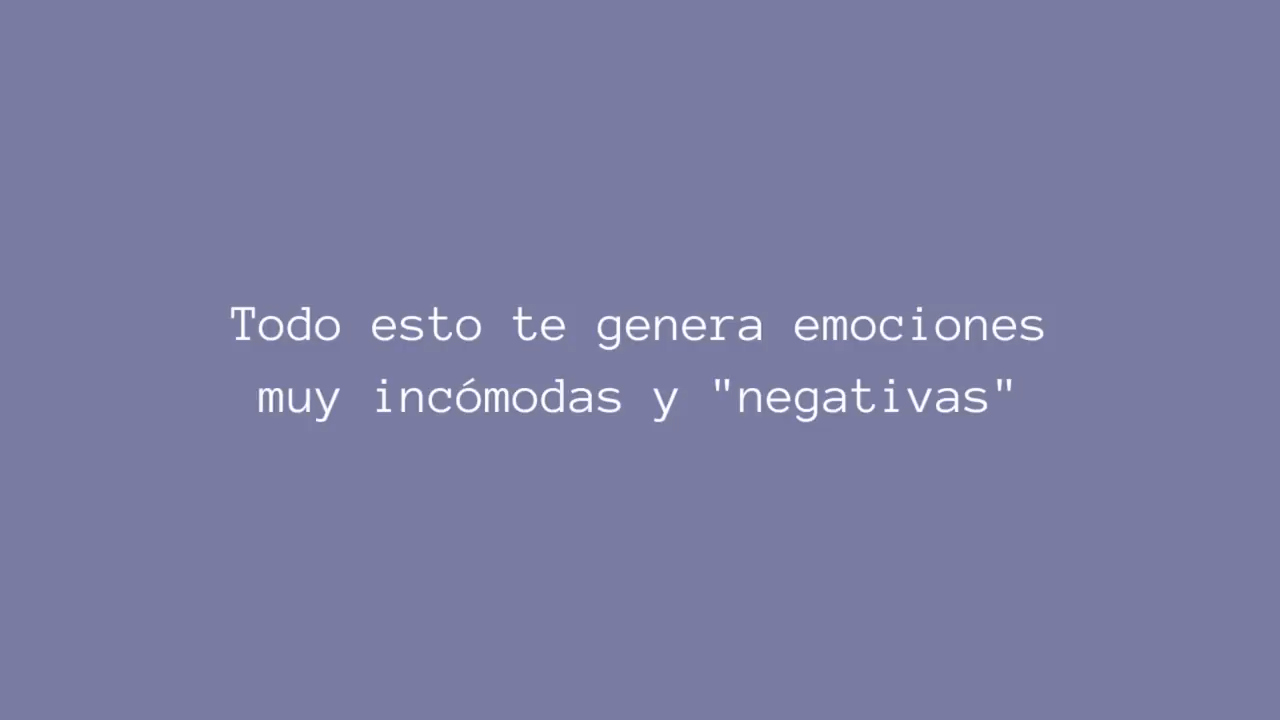 Todo esto te genera emociones
muy incómodas y "negativas"